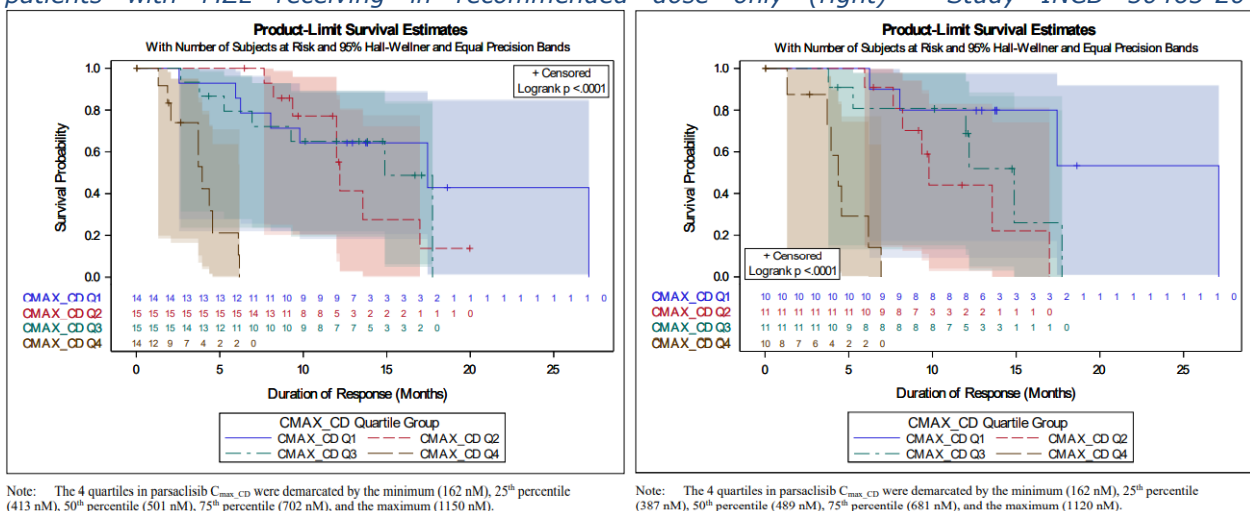 patients with MZL receiving in recommended dose only (right) - Study INCB 50465-20
Product-Limit Survival Estimates
With Number of Subjects at Risk and 95% Hall-Wellner and Equal Precision Bands
+ Censored
Logrank p <.0001
Survival Probability
1.0
0.8
0.6
0.4
0.2
0.0
CMAX_CD Q1 14 14 14 13 13 13 12 11 11 10 9 9 9 7 3 3 3 3 2 1 1 1 1 1 1 1 1 1 0
CMAX_CD Q2 15 15 15 15 15 15 15 14 13 11 8 8 5 3 2 2 2 1 1 1 0
CMAX_CD Q3 15 15 15 14 13 12 11 10 10 10 9 8 7 7 5 3 3 2 0
CMAX_CD Q4 14 12 9 7 4 2 2 0
0 5 10 15 20 25
Duration of Response (Months)
CMAX_CD Quartile Group
CMAX_CD Q1 CMAX_CD Q2
CMAX_CD Q3 CMAX_CD Q4
Note: The 4 quartiles in parsaclisib Cmax_CD were demarcated by the minimum (162 nM), 25th percentile
(413 nM), 50th percentile (501 nM), 75th percentile (702 nM), and the maximum (1150 nM).
Product-Limit Survival Estimates
With Number of Subjects at Risk and 95% Hall-Wellner and Equal Precision Bands
Survival Probability
1.0
0.8
0.6
0.4
0.2
0.0
+ Censored
Logrank p <.0001
CMAX_CD Q1 10 10 10 10 10 10 10 9 9 8 8 8 8 6 3 3 3 3 2 1 1 1 1 1 1 1 1 1 0
CMAX_CD Q2 11 11 11 11 11 11 10 9 8 7 3 3 2 2 1 1 1 0
CMAX_CD Q3 11 11 11 11 10 9 8 8 8 8 8 7 5 3 3 1 1 1 0
CMAX_CD Q4 10 8 7 6 4 2 2 0
0 5 10 15 20 25
Duration of Response (Months)
CMAX_CD Quartile Group
CMAX_CD Q1 CMAX_CD Q2
CMAX_CD Q3 CMAX_CD Q4
Note: The 4 quartiles in parsaclisib Cmax_CD were demarcated by the minimum (162 nM), 25th percentile
(387 nM), 50th percentile (489 nM), 75th percentile (681 nM), and the maximum (1120 nM).